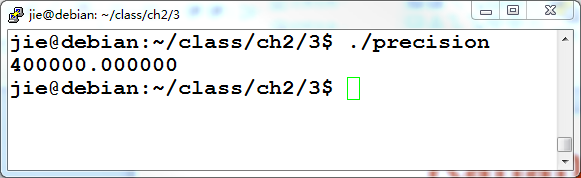 jie@debian: ~/class/ch2/3
jie@debian:~/class/ch2/3$ ./precision
400000.000000
jie@debian:~/class/ch2/3$